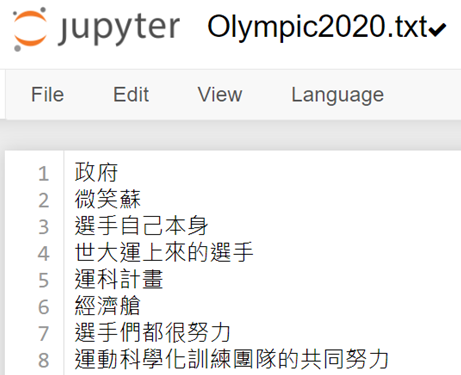 jupyter Olympic2020.txt✔
File Edit View Language
1 政府
2 微笑蘇
3 選手自己本身
4 世大運上來的選手
5 運科計畫
6 經濟艙
7 選手們都很努力
8 運動科學化訓練團隊的共同努力